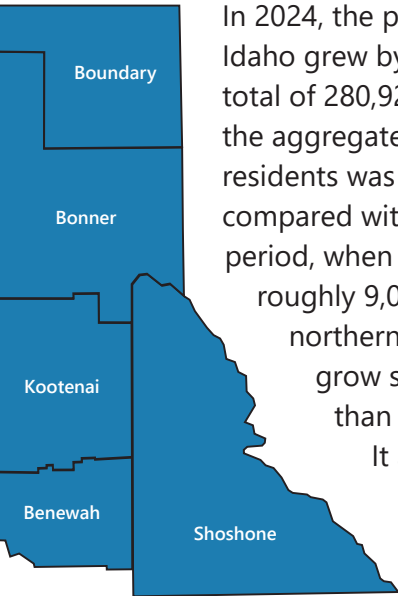 Boundary
Bonner
Kootenai
Benewah
Shoshone
In 2024, the p
Idaho grew by
total of 280,92
the aggregate
residents was
compared with
period, when
roughly 9,0
northern
grow s
than
It